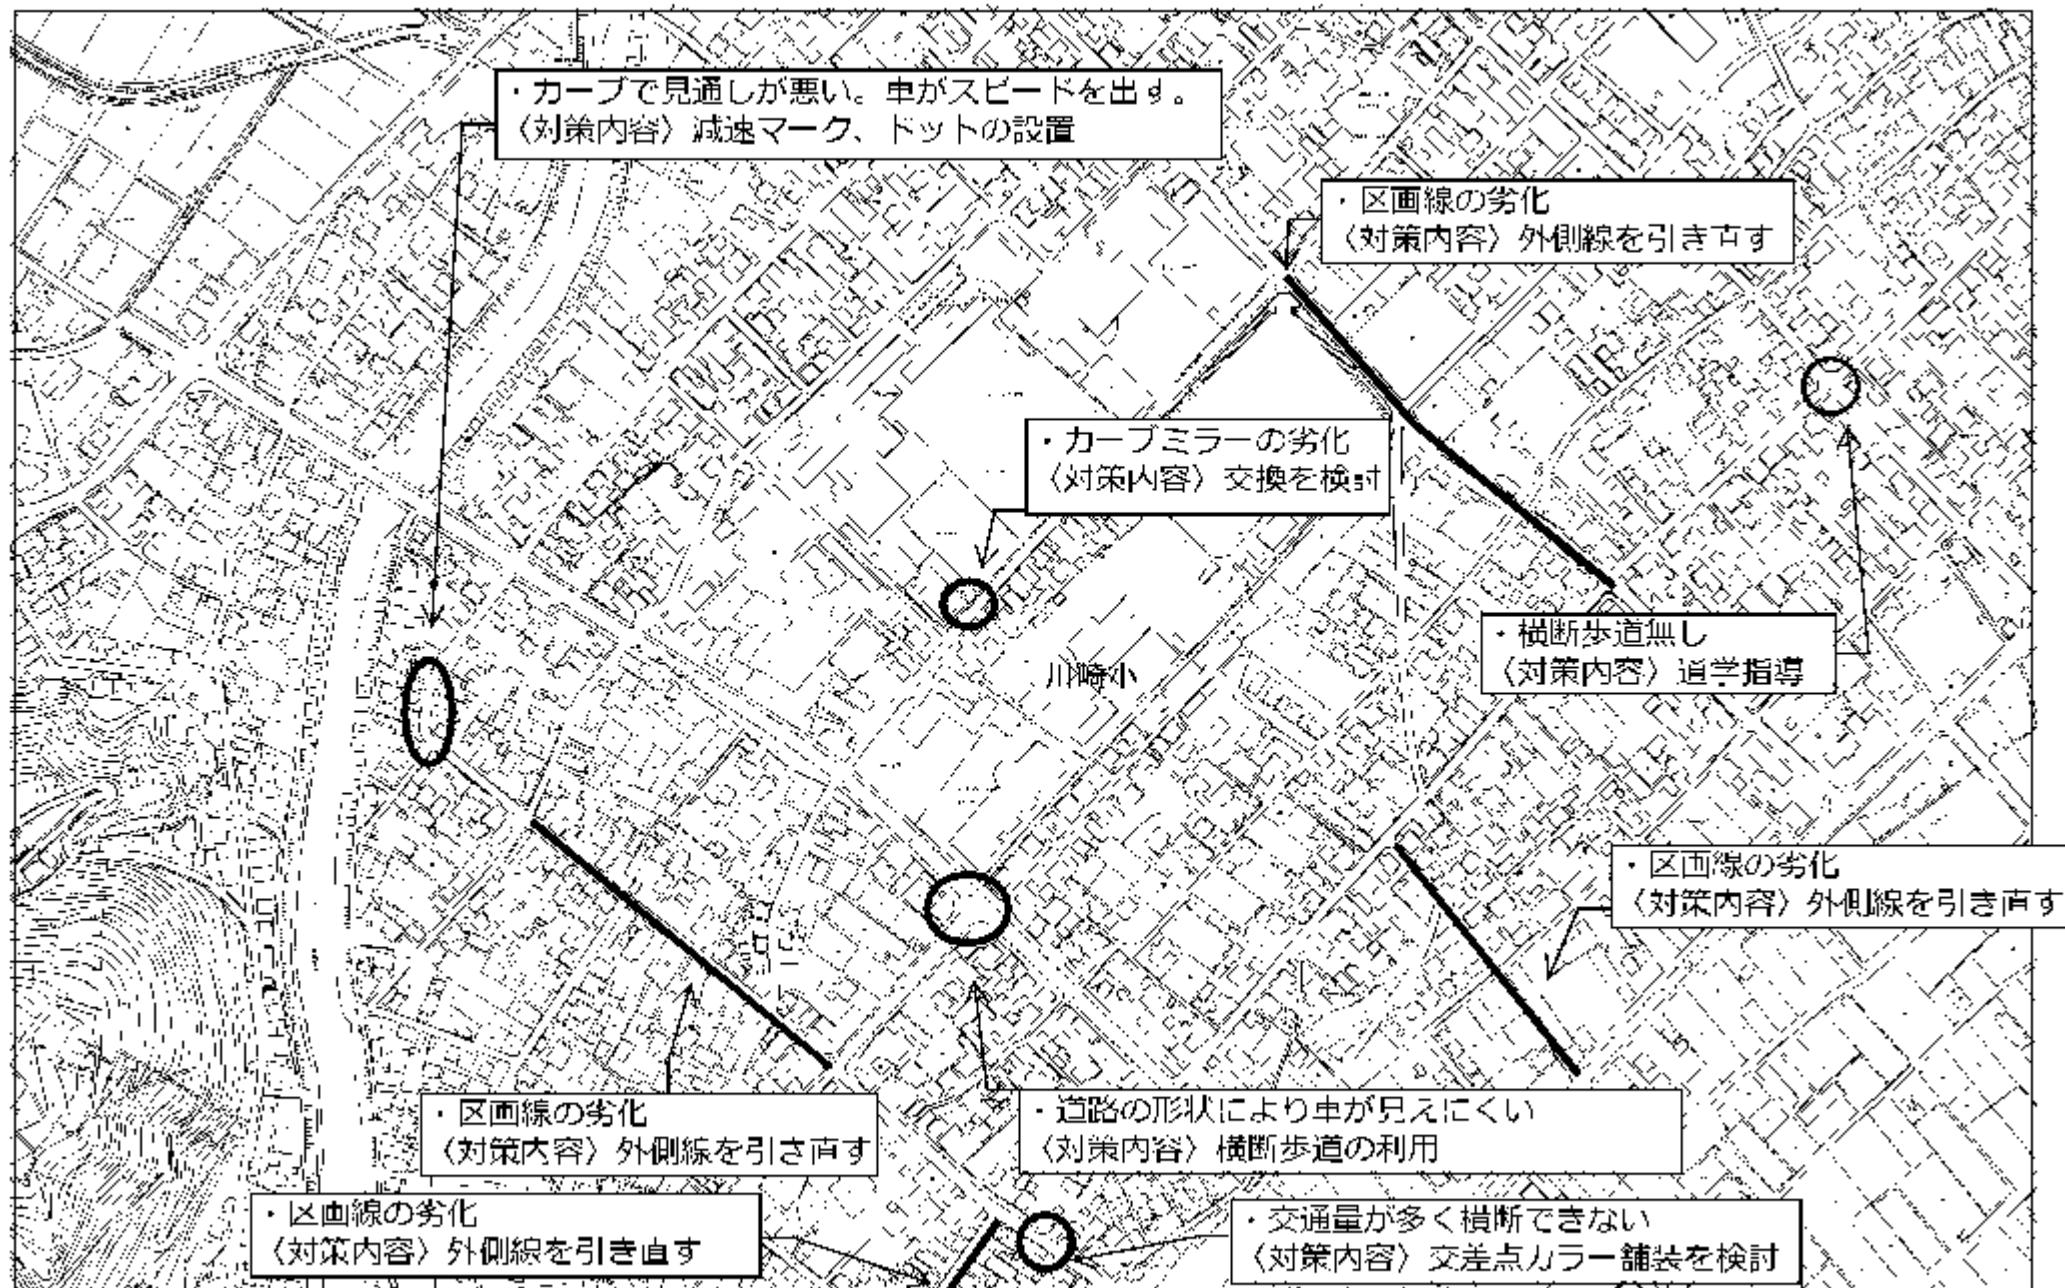 ・カーブで見通しが悪い。車がスピードを出す。
〈対策内容〉減速マーク、ドットの設置
・区画線の劣化
〈対策内容〉外側線を引き直す
・カーブミラーの劣化
〈対策内容〉交換を検討
・横断歩道無し
〈対策内容〉通学指導
川崎小
・区画線の劣化
〈対策内容〉外側線を引き直す
・区画線の劣化
〈対策内容〉外側線を引き直す
・道路の形状により車が見えにくい
〈対策内容〉横断歩道の利用
・区画線の劣化
〈対策内容〉外側線を引き直す
・交通量が多く横断できない
〈対策内容〉交差点カラー舗装を検討